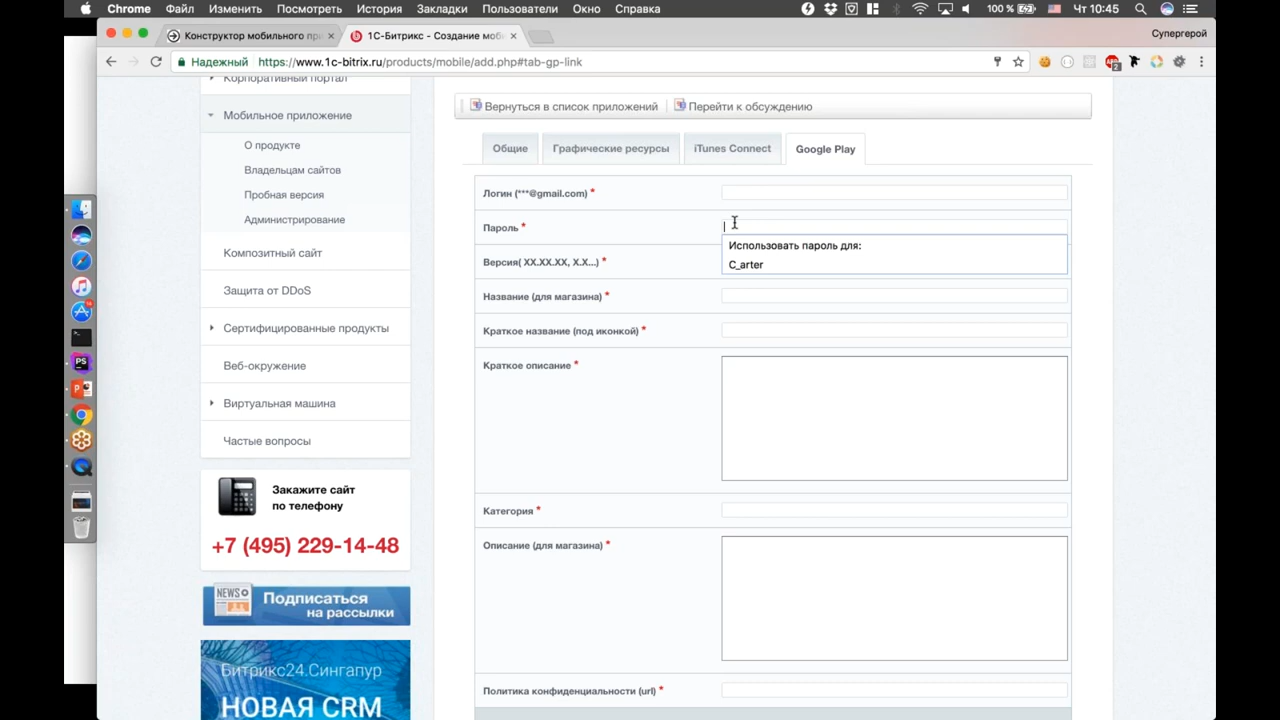 Chrome Файл Изменить Посмотреть История Закладки Пользователи Окно Справка 100 % Чт 10:45
Конструктор мобильного при
1С-Битрикс - Создание моби
Супергерой
Надежный https://www.1c-bitrix.ru/products/mobile/add.php#tab-gp-link
2
Корпоративный портал
Мобильное приложение
О продукте
Владельцам сайтов
Пробная версия
Администрирование
Композитный сайт
Защита от DDoS
Сертифицированные продукты
Веб-окружение
Виртуальная машина
Частые вопросы
Закажите сайт
по телефону
+7 (495) 229-14-48
NEWS
Подписаться
на рассылки
Битрикс24.Сингапур
НОВАЯ CRM
Вернуться в список приложений Перейти к обсуждению
Общие Графические ресурсы iTunes Connect Google Play
Логин (***@gmail.com) *
Пароль *
Использовать пароль для:
C_arter
Версия( XX.XX.XX, X.X...) *
Название (для магазина) *
Краткое название (под иконкой) *
Краткое описание *
Категория *
Описание (для магазина) *
Политика конфиденциальности (url) *
PS